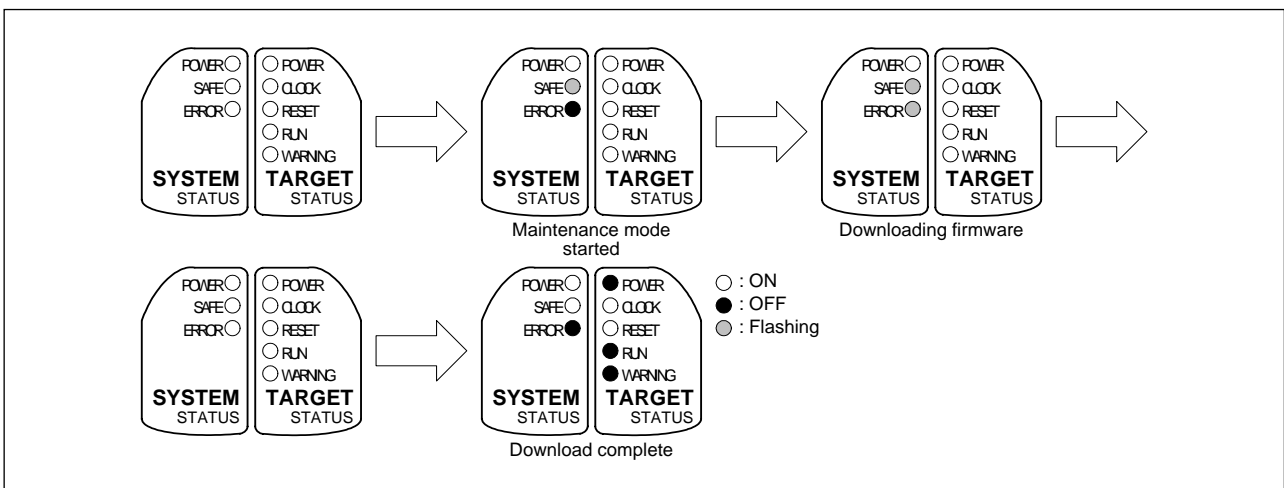 POWER
SAFE
ERROR
SYSTEM
STATUS
POWER
CLOCK
RESET
RUN
WARNING
TARGET
STATUS
POWER
SAFE
ERROR
SYSTEM
STATUS
POWER
CLOCK
RESET
RUN
WARNING
TARGET
STATUS
Maintenance mode
started
POWER
SAFE
ERROR
SYSTEM
STATUS
POWER
CLOCK
RESET
RUN
WARNING
TARGET
STATUS
Downloading firmware
POWER
SAFE
ERROR
SYSTEM
STATUS
POWER
CLOCK
RESET
RUN
WARNING
TARGET
STATUS
POWER
SAFE
ERROR
SYSTEM
STATUS
POWER
CLOCK
RESET
RUN
WARNING
TARGET
STATUS
Download complete
: ON
: OFF
: Flashing